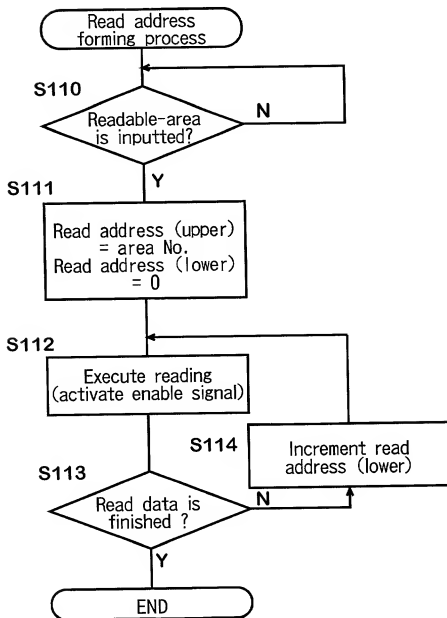 Read address
forming process
S110
Readable-area
is inputted?
N
Y
S111
Read address (upper)
= area No.
Read address (lower)
= 0
S112
Execute reading
(activate enable signal)
S114
Increment read
address (lower)
S113
Read data is
finished ?
N
Y
END